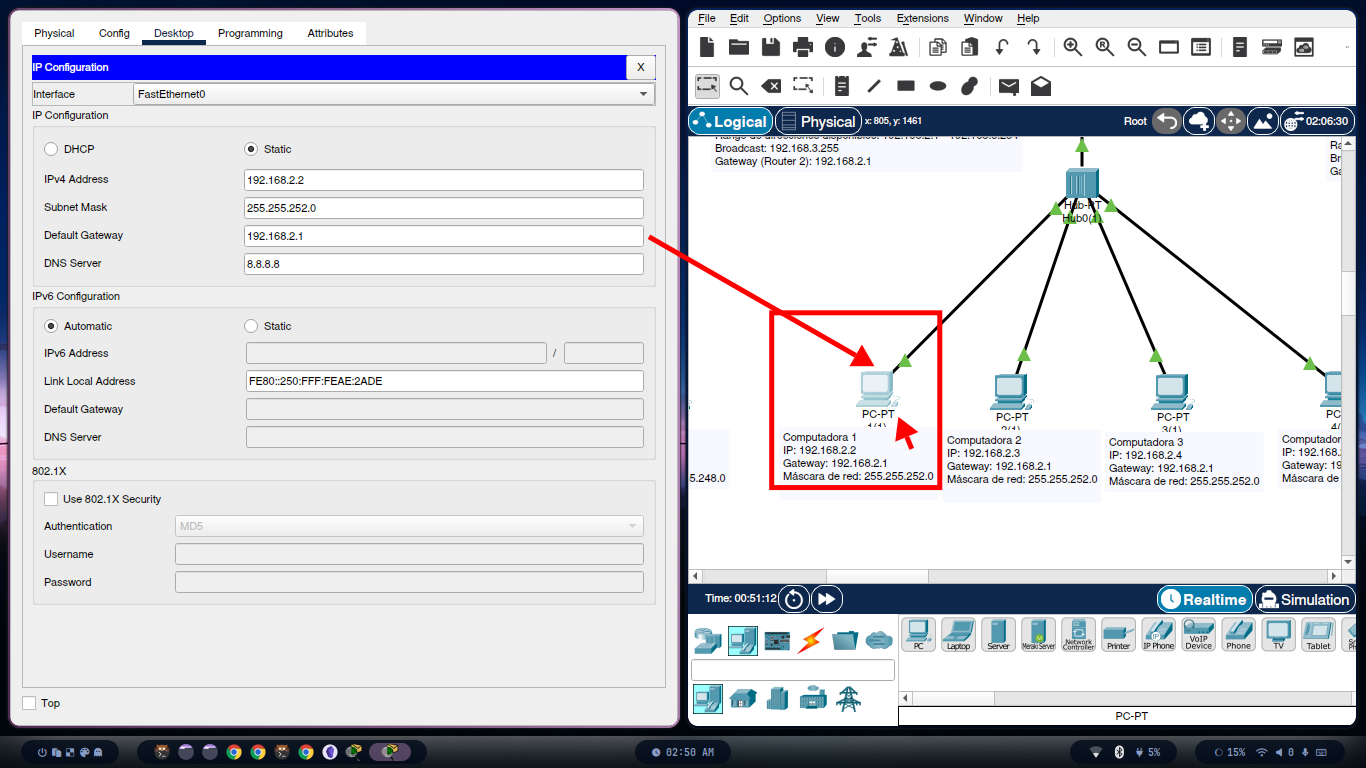 Physical Config Desktop Programming Attributes
IP Configuration
X
Interface
FastEthernet0
IP Configuration
DHCP
Static
IPv4 Address
192.168.2.2
Subnet Mask
255.255.252.0
Default Gateway
192.168.2.1
DNS Server
8.8.8.8
IPv6 Configuration
Automatic
Static
IPv6 Address
/
Link Local Address
FE80::250:FFF:FEAE:2ADE
Default Gateway
DNS Server
802.1X
Use 802.1X Security
Authentication
MD5
Username
Password
Top
File Edit Options View Tools Extensions Window Help
Logical
Physical
x: 805, y: 1461
Root
02:06:30
Broadcast: 192.168.3.255
Gateway (Router 2): 192.168.2.1
Ra
Br
Ga
Hub-PT
Hub0(1)
PC-PT
1(1)
Computadora 1
IP: 192.168.2.2
Gateway: 192.168.2.1
Máscara de red: 255.255.252.0
PC-PT
2(1)
Computadora 2
IP: 192.168.2.3
Gateway: 192.168.2.1
Máscara de red: 255.255.252.0
PC-PT
3(1)
Computadora 3
IP: 192.168.2.4
Gateway: 192.168.2.1
Máscara de red: 255.255.252.0
PC
4(
Computador
IP: 192.168.
Gateway: 19
Máscara de
5.248.0
Time: 00:51:12
Realtime
Simulation
PC
Laptop
Server
Meraki Server
Network Controller
Printer
IP Phone
VoIP Device
Phone
TV
Tablet
PC-PT
02:50 AM
5%
15%
0